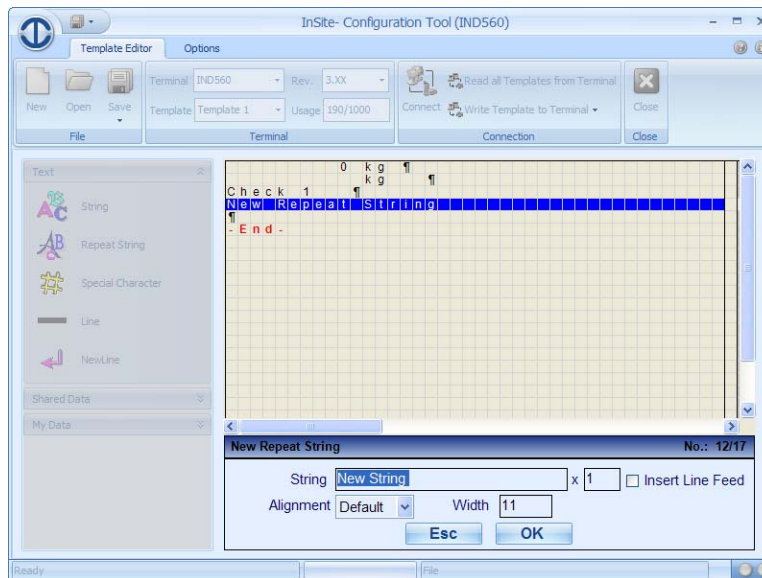 InSite- Configuration Tool (IND560)
Template Editor Options
New Open Save
File
Terminal IND560 Rev. 3.XX
Template Template 1 Usage 190/1000
Terminal
Connect Read all Templates from Terminal
Write Template to Terminal
Connection
Close
Close
Text
String
Repeat String
Special Character
Line
NewLine
Shared Data
My Data
0 kg ¶
kg ¶
Check 1 ¶
New Repeat String
¶
-End-
New Repeat String No.: 12/17
String New String x 1 Insert Line Feed
Alignment Default Width 11
Esc OK
Ready File